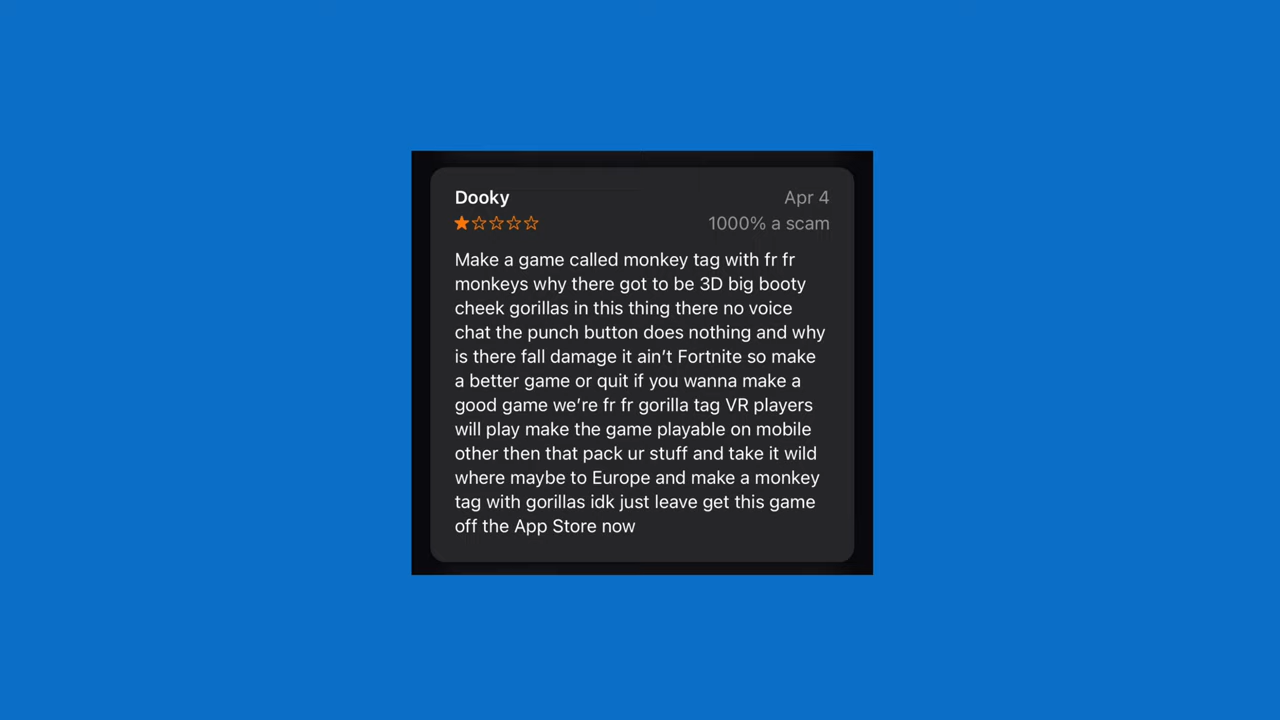 Dooky
Apr 4
1000% a scam
Make a game called monkey tag with fr fr
monkeys why there got to be 3D big booty
cheek gorillas in this thing there no voice
chat the punch button does nothing and why
is there fall damage it ain’t Fortnite so make
a better game or quit if you wanna make a
good game we’re fr fr gorilla tag VR players
will play make the game playable on mobile
other then that pack ur stuff and take it wild
where maybe to Europe and make a monkey
tag with gorillas idk just leave get this game
off the App Store now